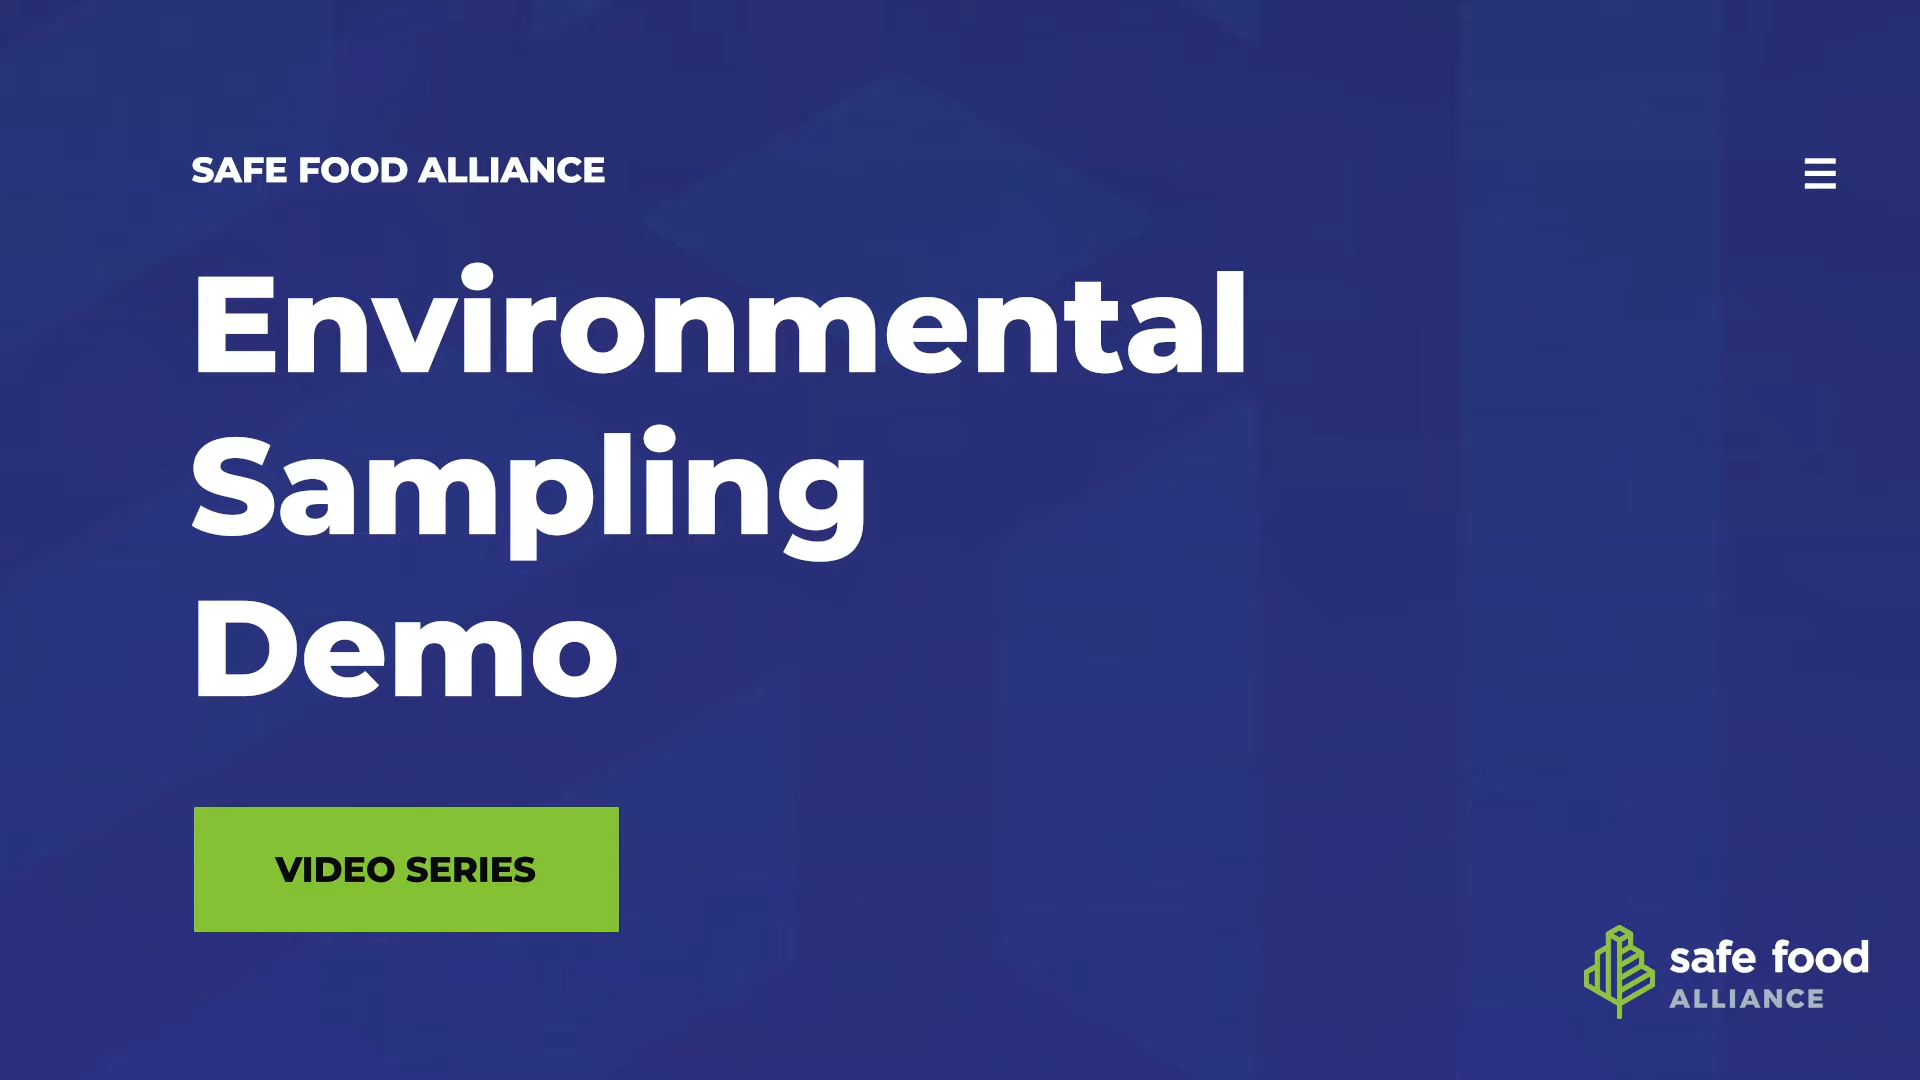 SAFE FOOD ALLIANCE
Environmental
Sampling
Demo
VIDEO SERIES
safe food
ALLIANCE